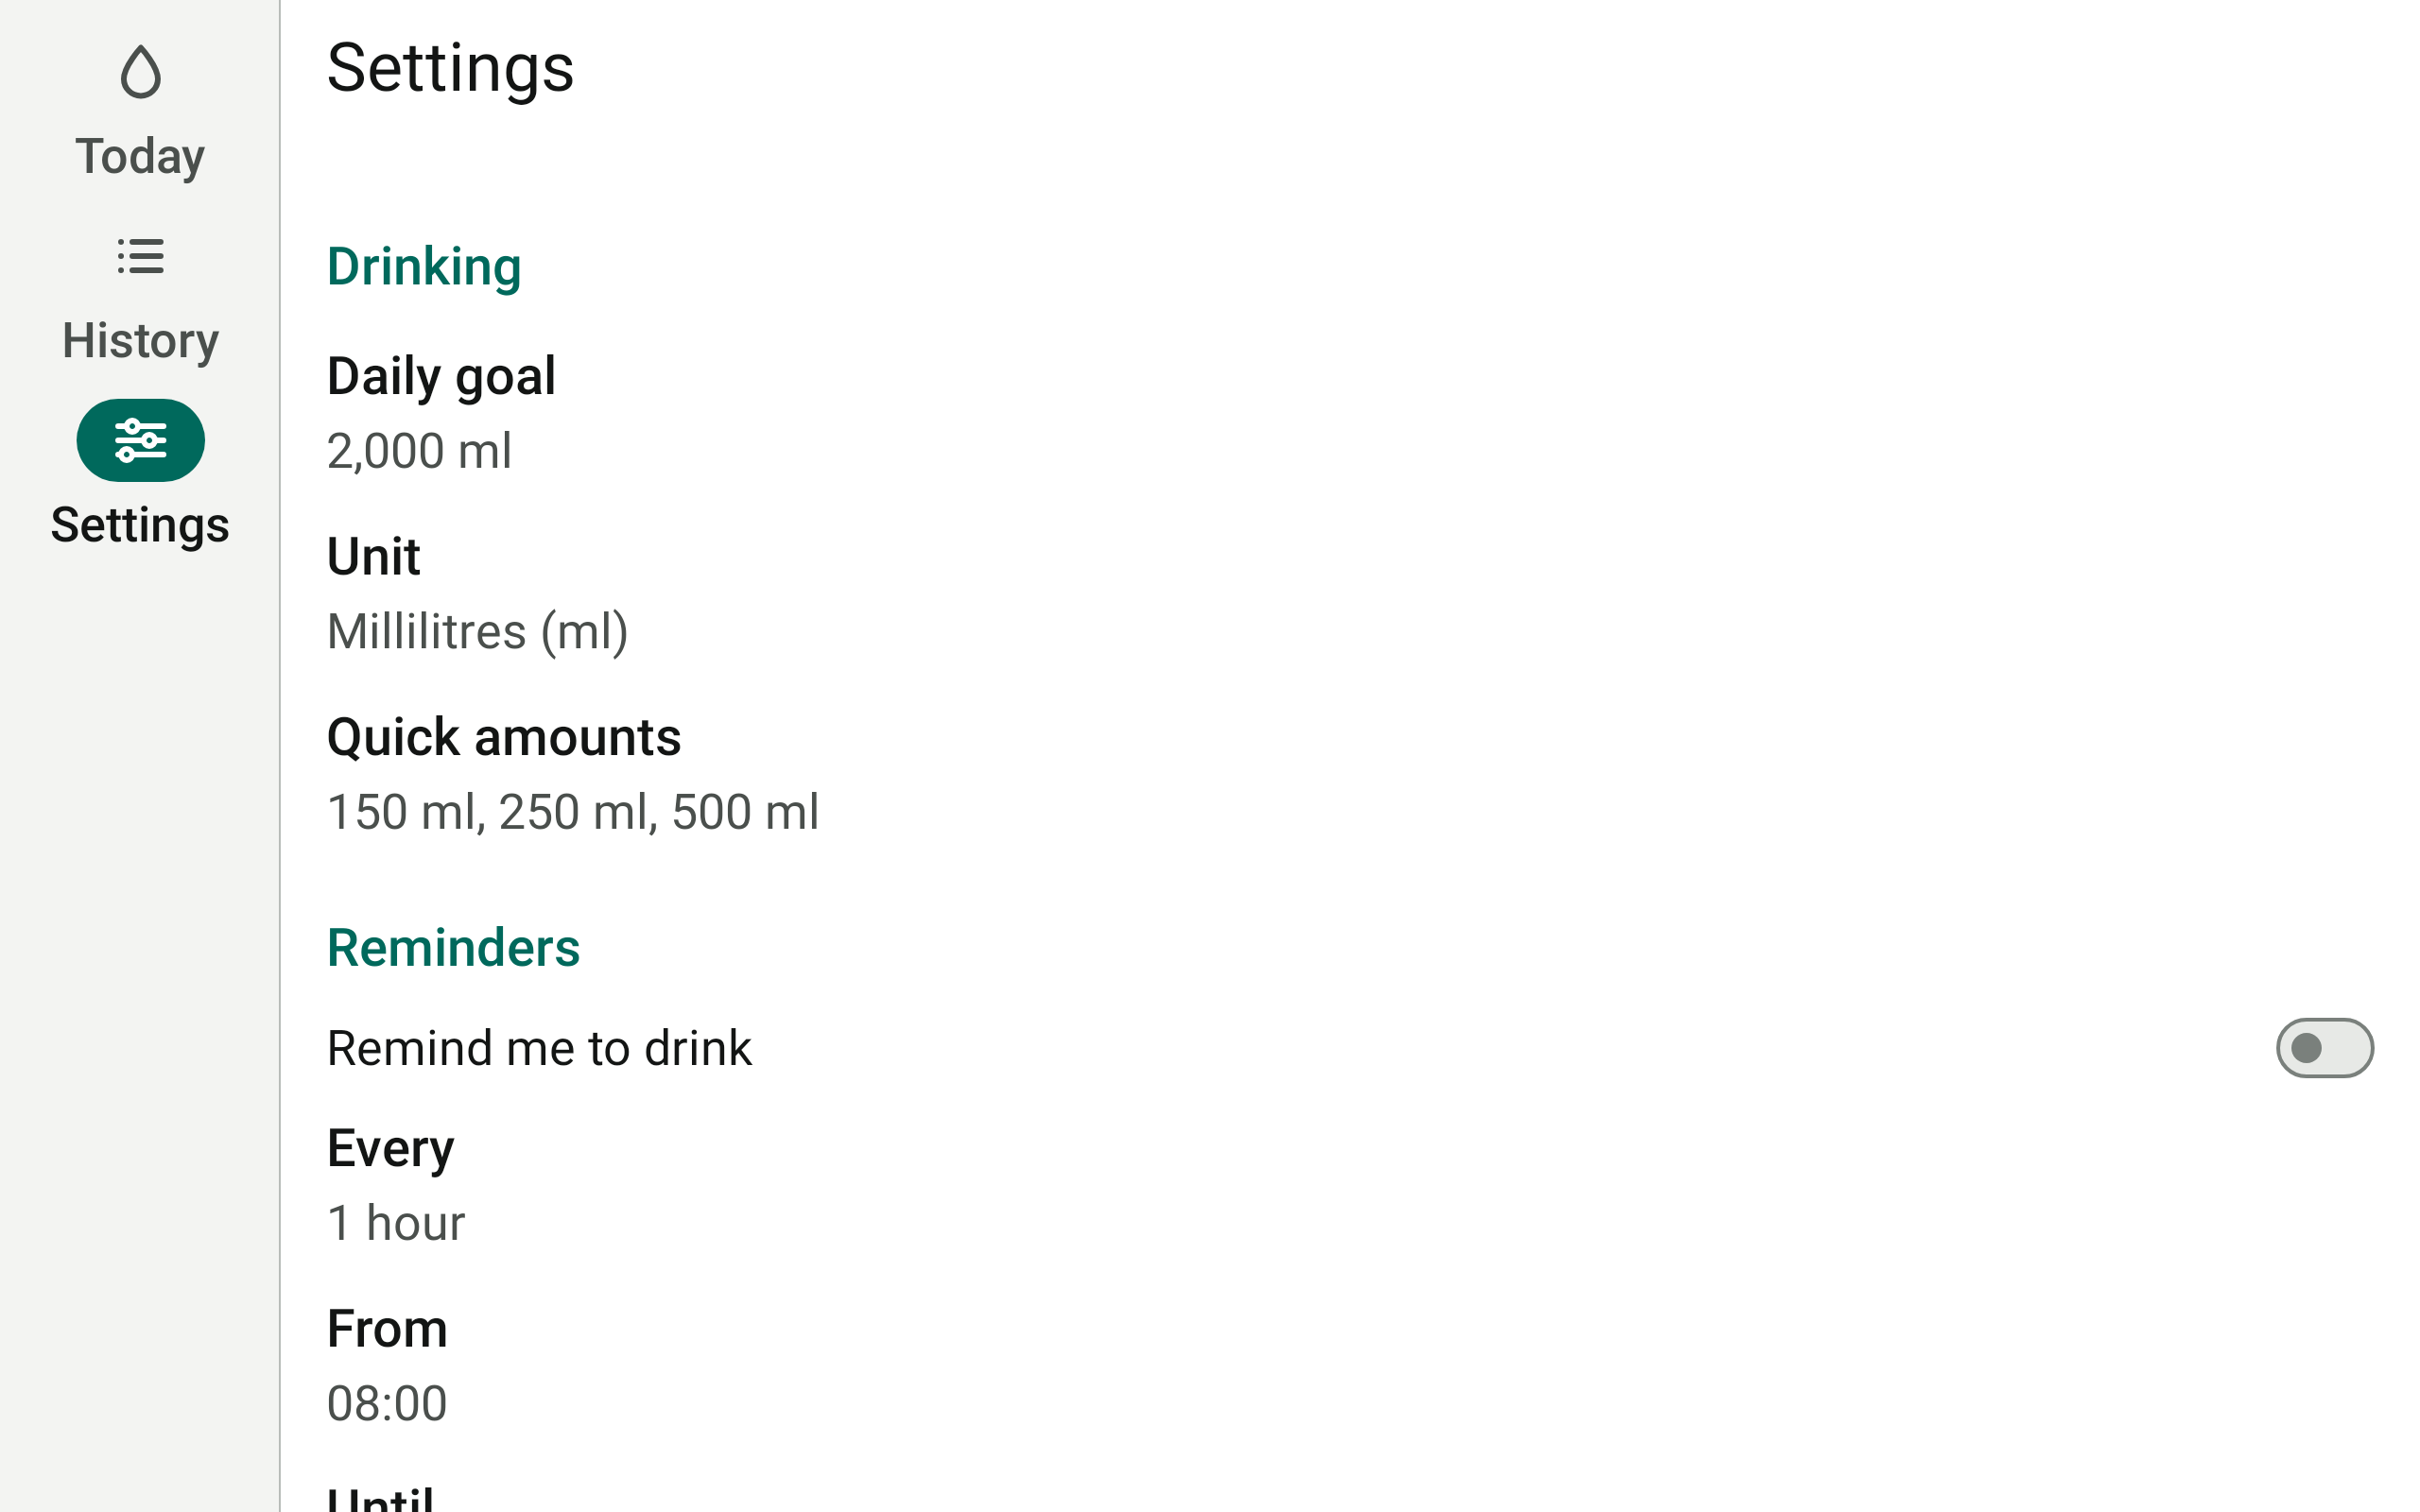 Today
History
Settings
Settings
Drinking
Daily goal
2,000 ml
Unit
Millilitres (ml)
Quick amounts
150 ml, 250 ml, 500 ml
Reminders
Remind me to drink
Every
1 hour
From
08:00
Until